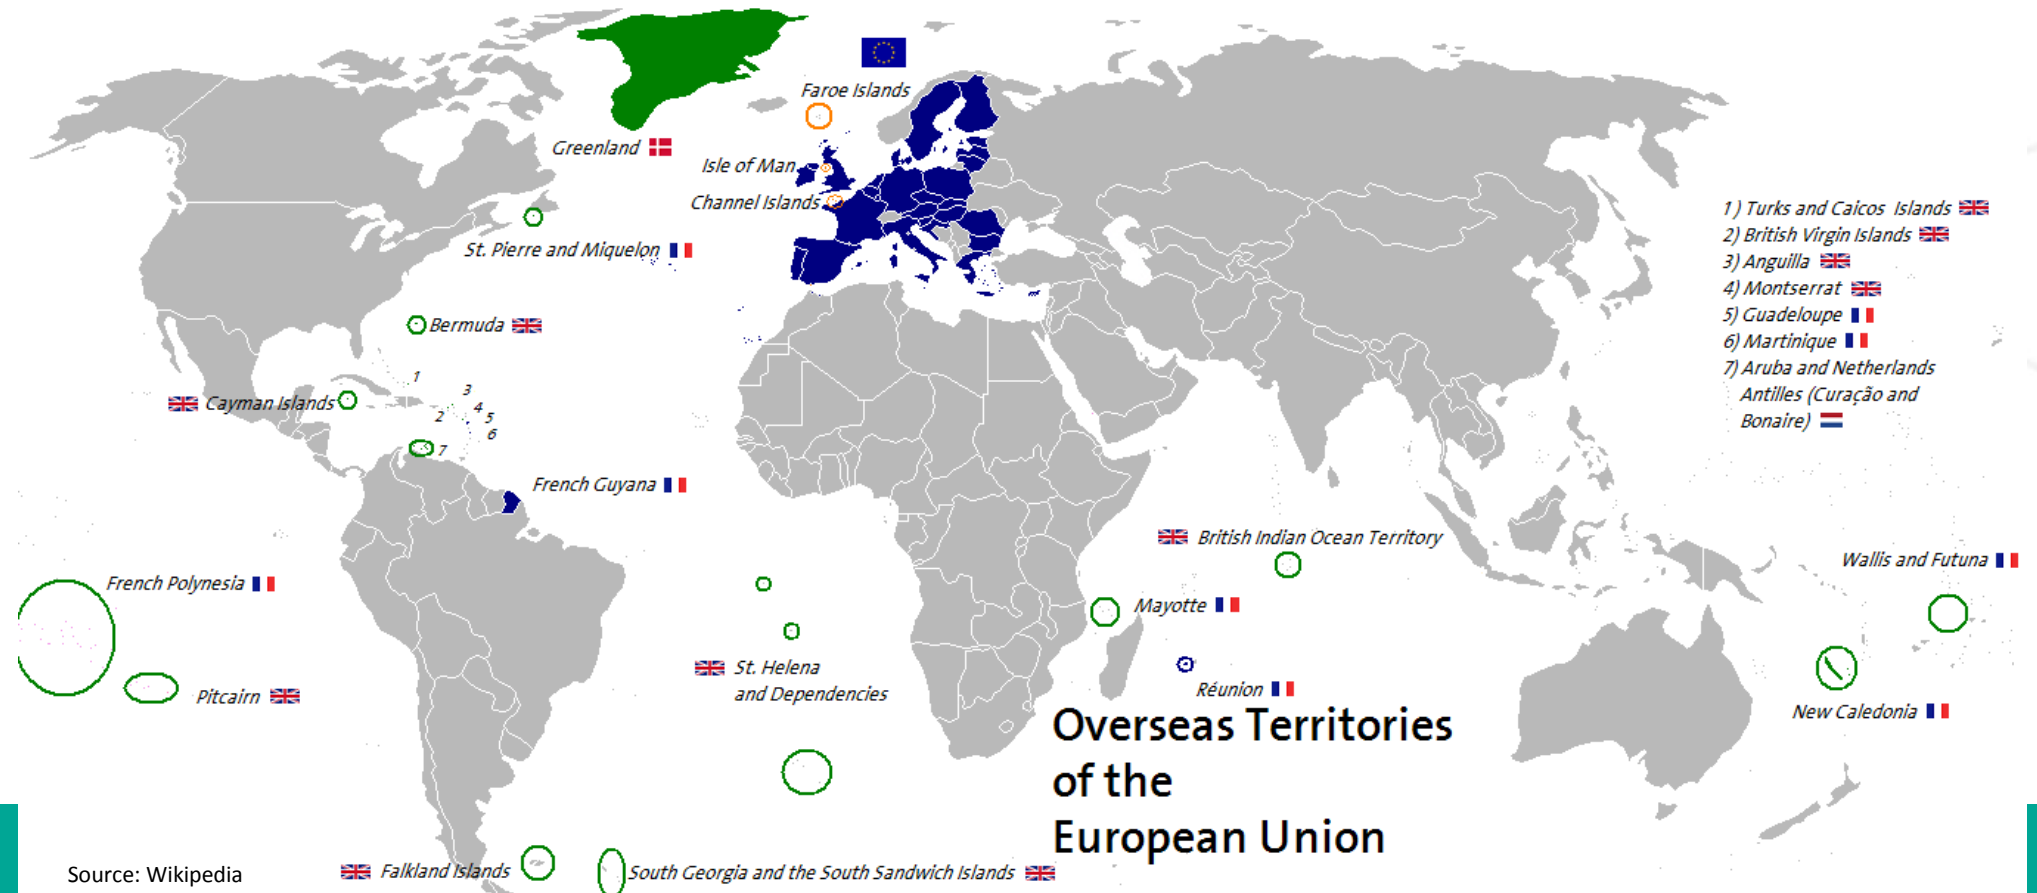 Faroe Islands
Greenland
Isle of Man
Channel Islands
St. Pierre and Miquelon
Bermuda
Cayman Islands
1
2
3
4
5
6
7
French Guyana
1) Turks and Caicos Islands
2) British Virgin Islands
3) Anguilla
4) Montserrat
5) Guadeloupe
6) Martinique
7) Aruba and Netherlands
Antilles (Curaçao and
Bonaire)
British Indian Ocean Territory
Wallis and Futuna
French Polynesia
Mayotte
Pitcairn
St. Helena
and Dependencies
Réunion
New Caledonia
Overseas Territories
of the
European Union
Source: Wikipedia
Falkland Islands
South Georgia and the South Sandwich Islands